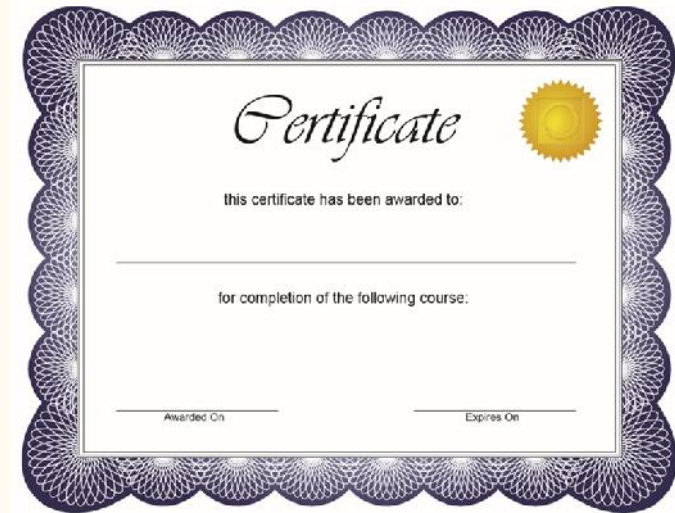 Certificate
this certificate has been awarded to:
for completion of the following course:
Awarded On Expires On